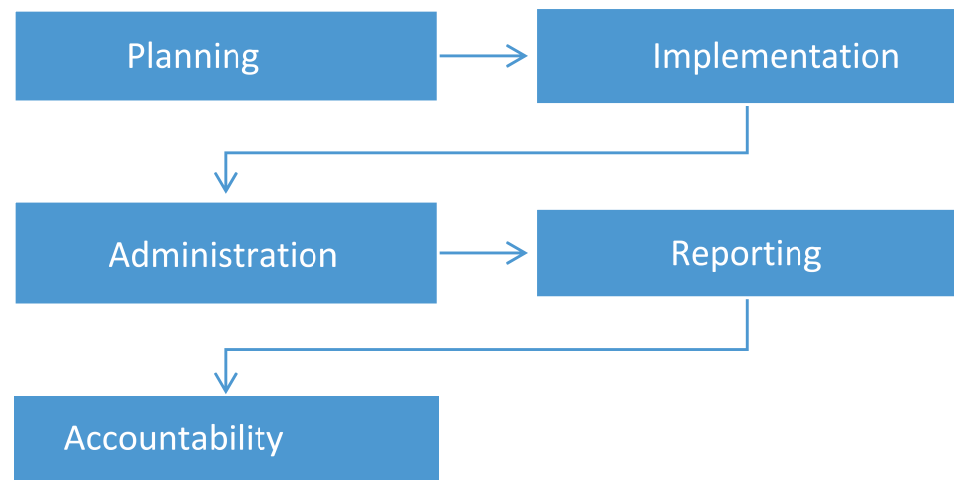 Planning
Implementation
Administration
Reporting
Accountability